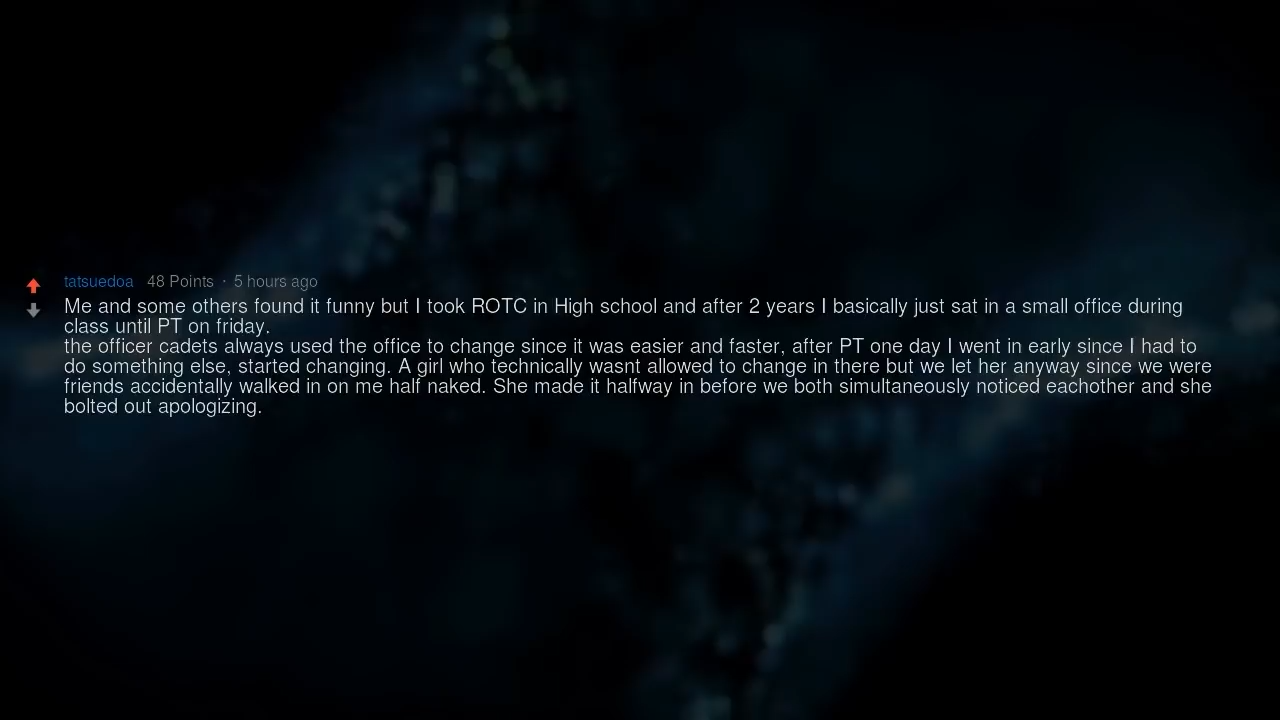 tatsuedoa 48 Points · 5 hours ago
Me and some others found it funny but I took ROTC in High school and after 2 years I basically just sat in a small office during
class until PT on friday.
the officer cadets always used the office to change since it was easier and faster, after PT one day I went in early since I had to
do something else, started changing. A girl who technically wasnt allowed to change in there but we let her anyway since we were
friends accidentally walked in on me half naked. She made it halfway in before we both simultaneously noticed eachother and she
bolted out apologizing.